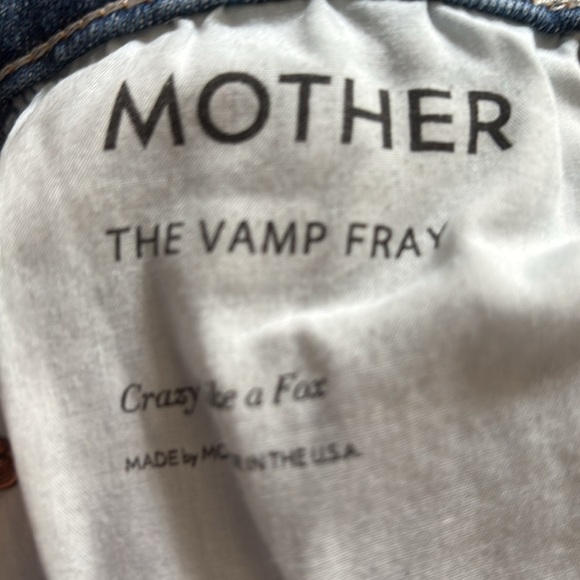 MOTHER
THE VAMP FRAY
Crazy a Fox
MADE by IN THE U.S.A.